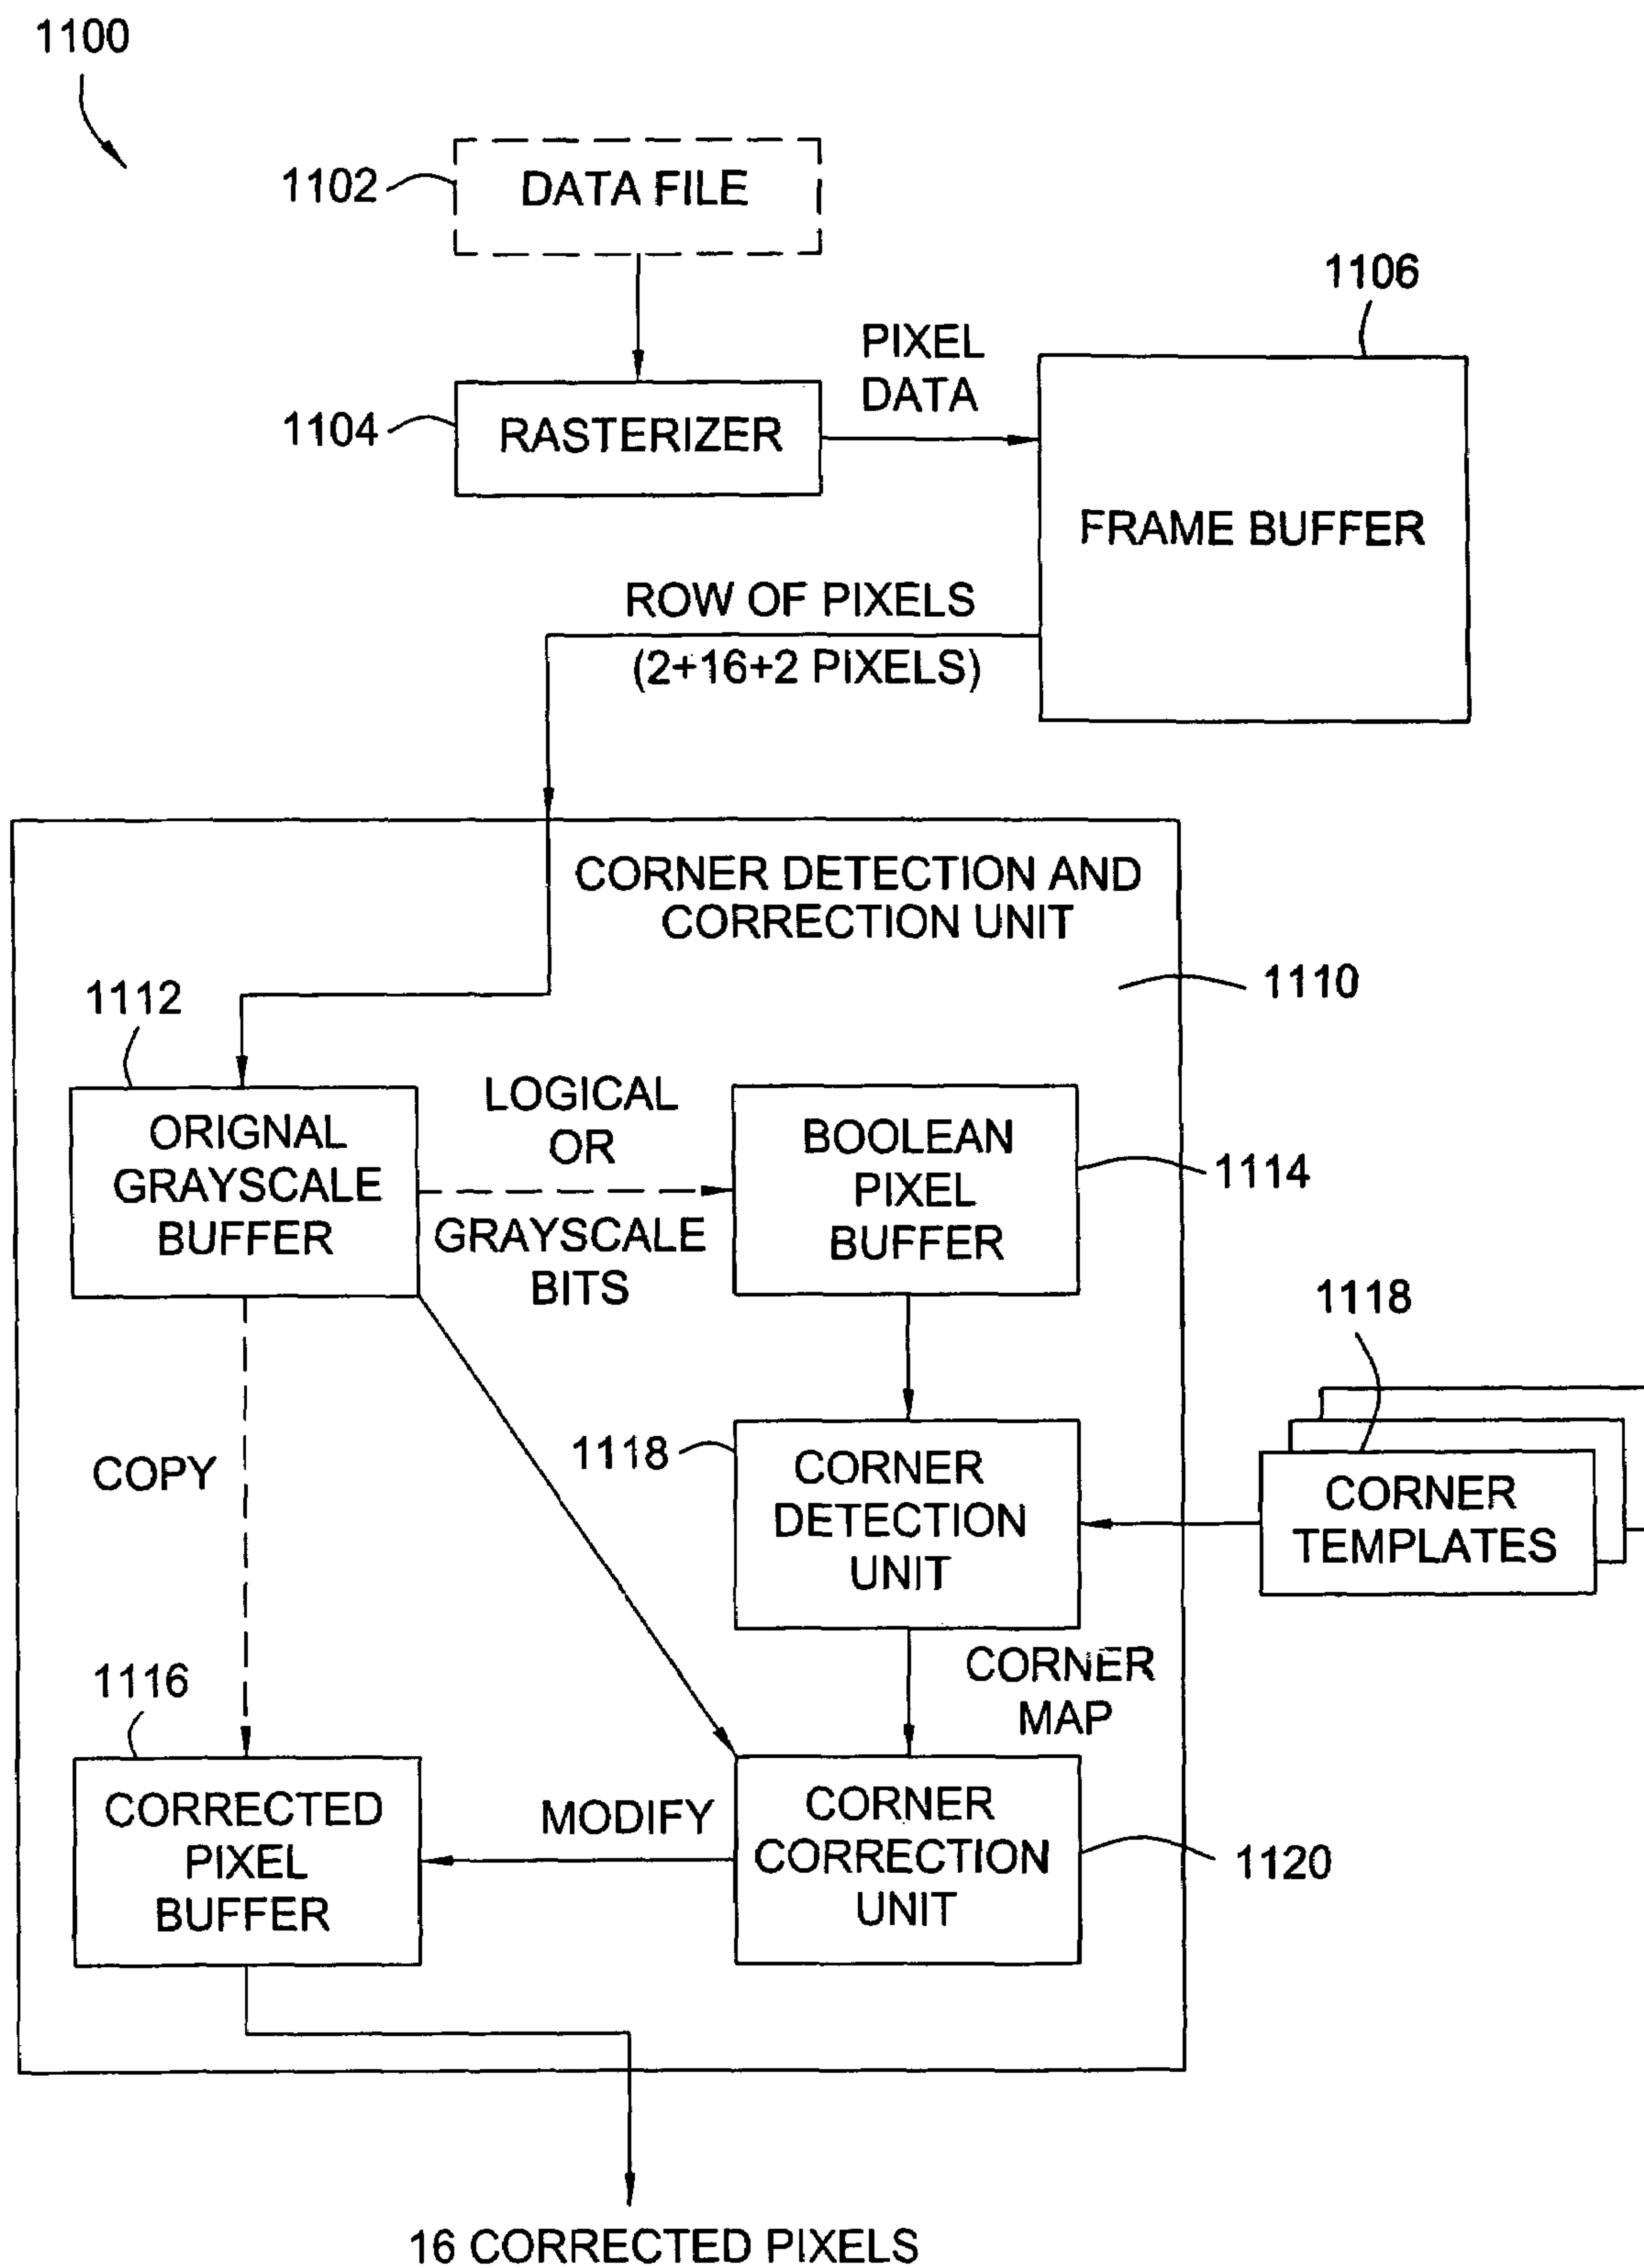 1100
1102
DATA FILE
1106
PIXEL
DATA
1104
RASTERIZER
FRAME BUFFER
ROW OF PIXELS
(2+16+2 PIXELS)
CORNER DETECTION AND
CORRECTION UNIT
1110
1112
ORIGNAL
GRAYSCALE
BUFFER
LOGICAL
OR
GRAYSCALE
BITS
BOOLEAN
PIXEL
BUFFER
1114
1118
CORNER
TEMPLATES
1118
CORNER
DETECTION
UNIT
COPY
CORNER
MAP
1116
CORRECTED
PIXEL
BUFFER
MODIFY
CORNER
CORRECTION
UNIT
1120
16 CORRECTED PIXELS